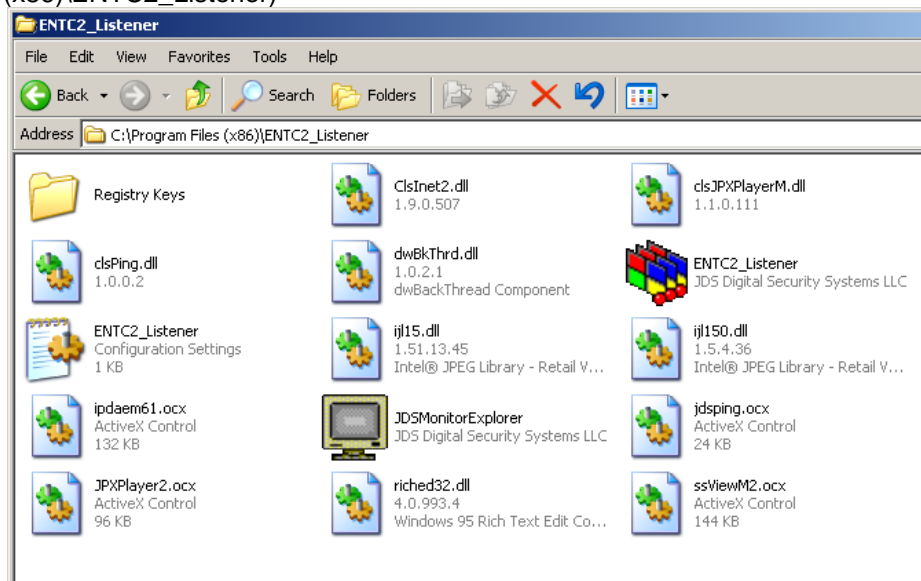 (x86)\ENTC2_Listener)
ENTC2_Listener
File Edit View Favorites Tools Help
Back Search Folders
Address C:\Program Files (x86)\ENTC2_Listener
Registry Keys
ClsInet2.dll
1.9.0.507
clsJPXPlayerM.dll
1.1.0.111
clsPing.dll
1.0.0.2
dwBkThrd.dll
1.0.2.1
dwBackThread Component
ENTC2_Listener
JDS Digital Security Systems LLC
ENTC2_Listener
Configuration Settings
1 KB
ijl15.dll
1.51.13.45
Intel® JPEG Library - Retail V...
ijl150.dll
1.5.4.36
Intel® JPEG Library - Retail V...
ipdaem61.ocx
ActiveX Control
132 KB
JDSMonitorExplorer
JDS Digital Security Systems LLC
jdsping.ocx
ActiveX Control
24 KB
JPXPlayer2.ocx
ActiveX Control
96 KB
riched32.dll
4.0.993.4
Windows 95 Rich Text Edit Co...
ssViewM2.ocx
ActiveX Control
144 KB